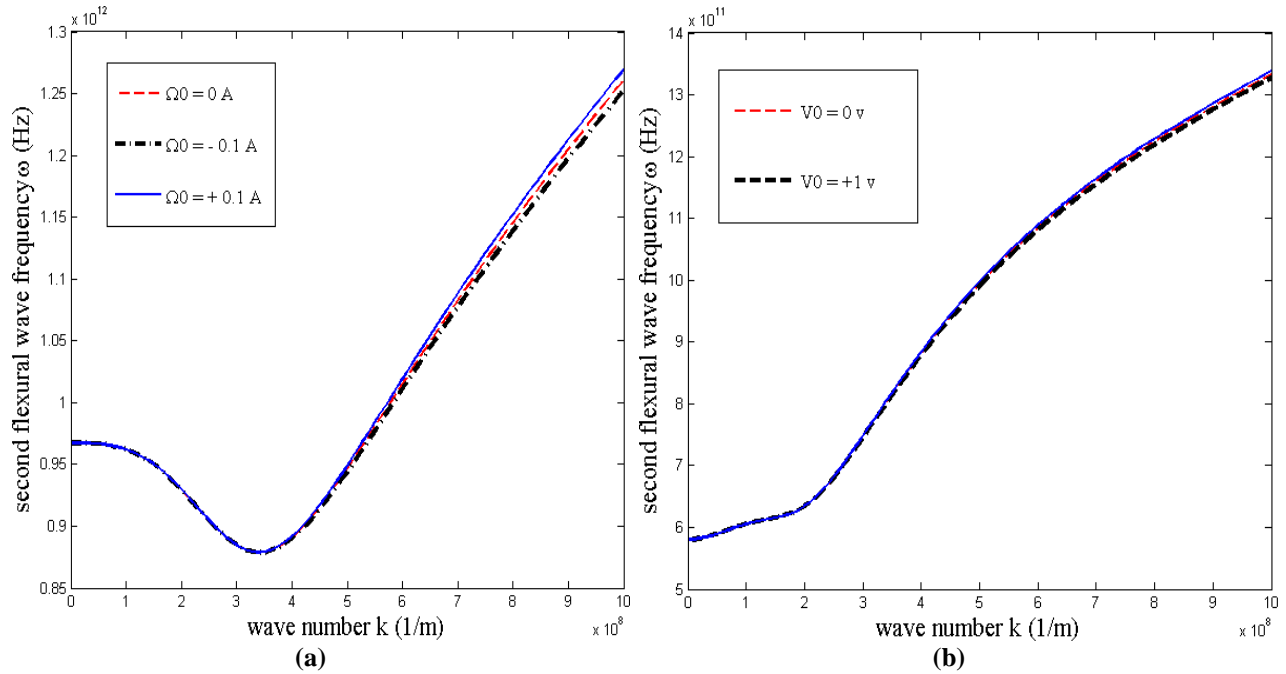 × 10^12
1.3
1.25
1.2
1.15
1.1
1.05
1
0.95
0.9
0.85
second flexural wave frequency ω (Hz)
Ω0 = 0 A
Ω0 = - 0.1 A
Ω0 = + 0.1 A
0 1 2 3 4 5 6 7 8 9 10
× 10^8
wave number k (1/m)
(a)
× 10^11
14
13
12
11
10
9
8
7
6
5
second flexural wave frequency ω (Hz)
V0 = 0 v
V0 = +1 v
0 1 2 3 4 5 6 7 8 9 10
× 10^8
wave number k (1/m)
(b)